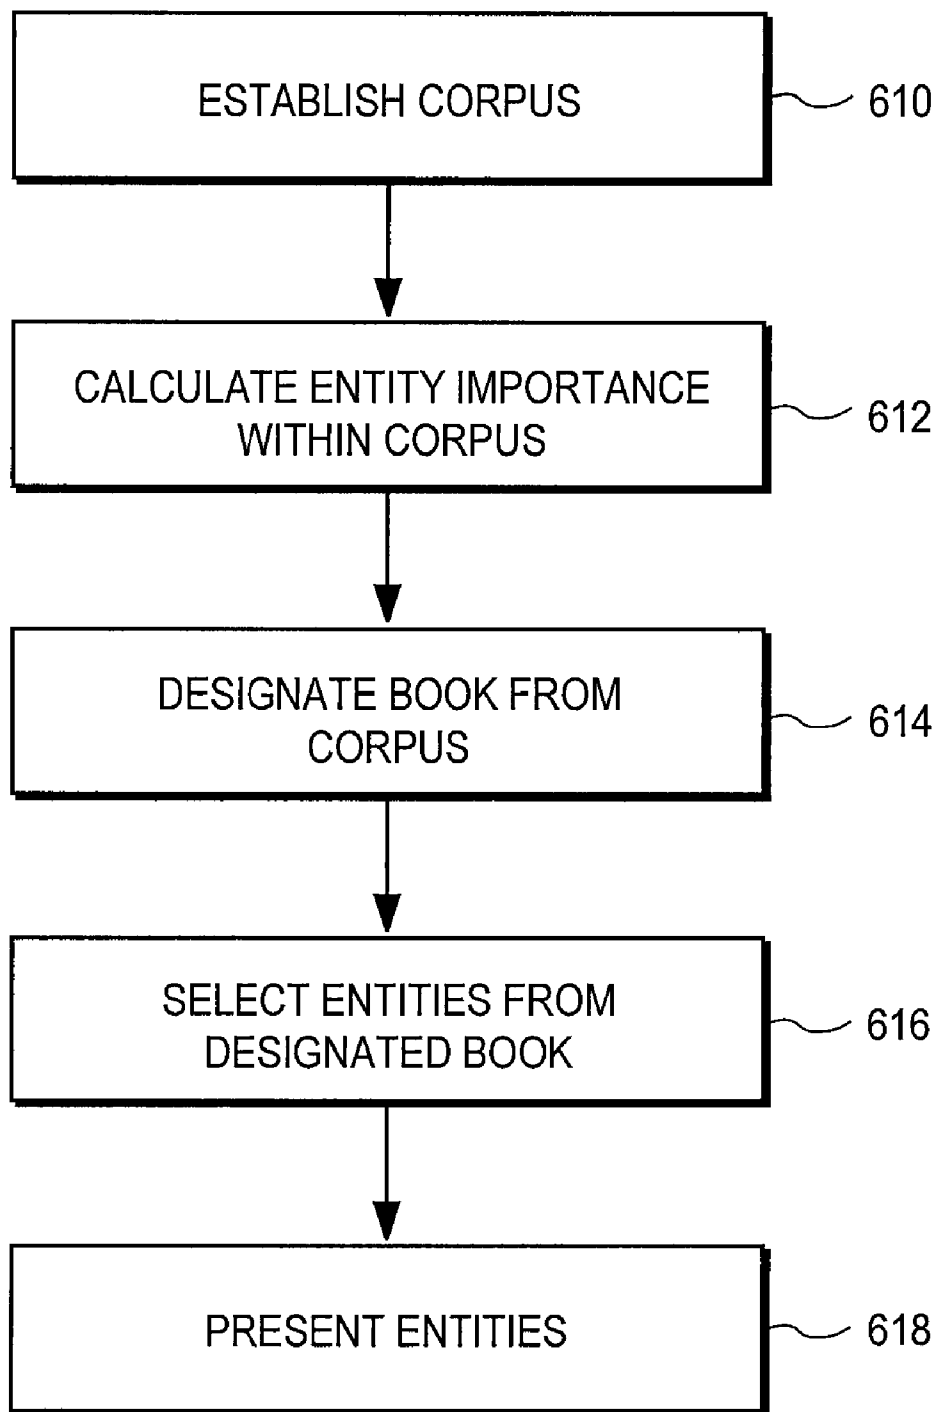 ESTABLISH CORPUS
610
CALCULATE ENTITY IMPORTANCE
WITHIN CORPUS
612
DESIGNATE BOOK FROM
CORPUS
614
SELECT ENTITIES FROM
DESIGNATED BOOK
616
PRESENT ENTITIES
618